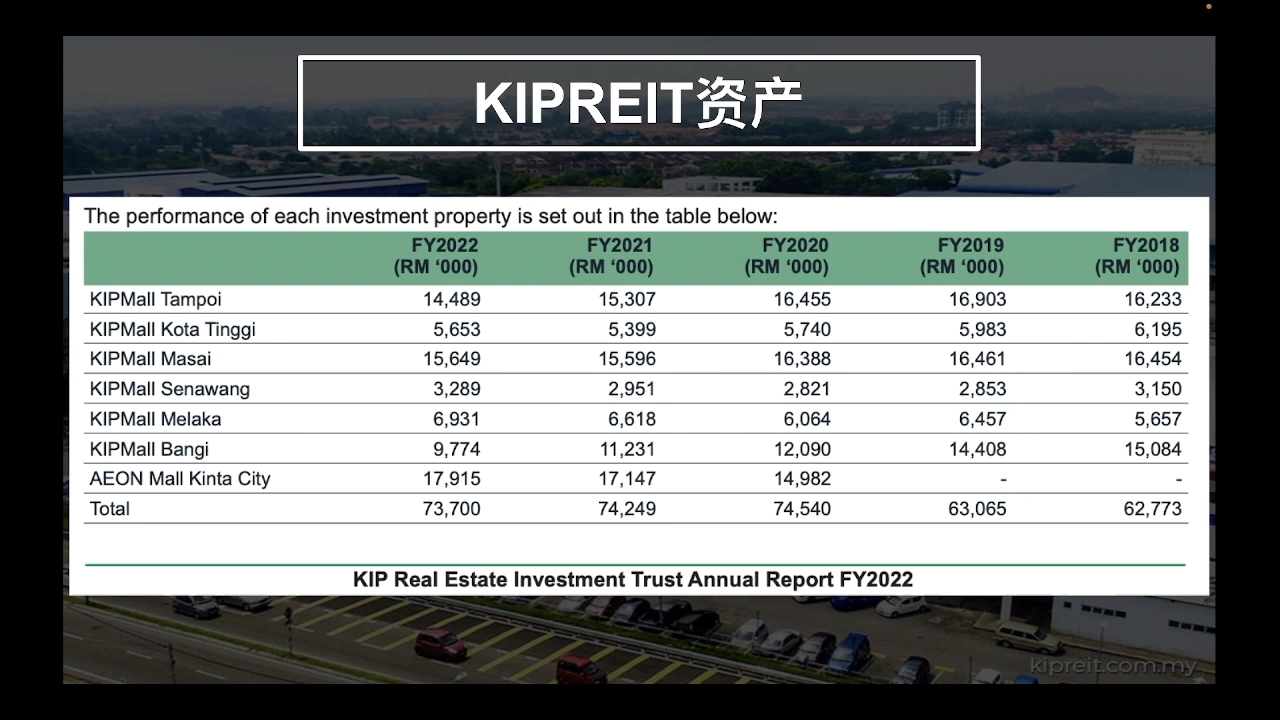 KIPREIT资产
The performance of each investment property is set out in the table below:
FY2022 FY2021 FY2020 FY2019 FY2018
(RM ‘000) (RM ‘000) (RM ‘000) (RM ‘000) (RM ‘000)
KIPMall Tampoi 14,489 15,307 16,455 16,903 16,233
KIPMall Kota Tinggi 5,653 5,399 5,740 5,983 6,195
KIPMall Masai 15,649 15,596 16,388 16,461 16,454
KIPMall Senawang 3,289 2,951 2,821 2,853 3,150
KIPMall Melaka 6,931 6,618 6,064 6,457 5,657
KIPMall Bangi 9,774 11,231 12,090 14,408 15,084
AEON Mall Kinta City 17,915 17,147 14,982 - -
Total 73,700 74,249 74,540 63,065 62,773
KIP Real Estate Investment Trust Annual Report FY2022
kipreit.com.my